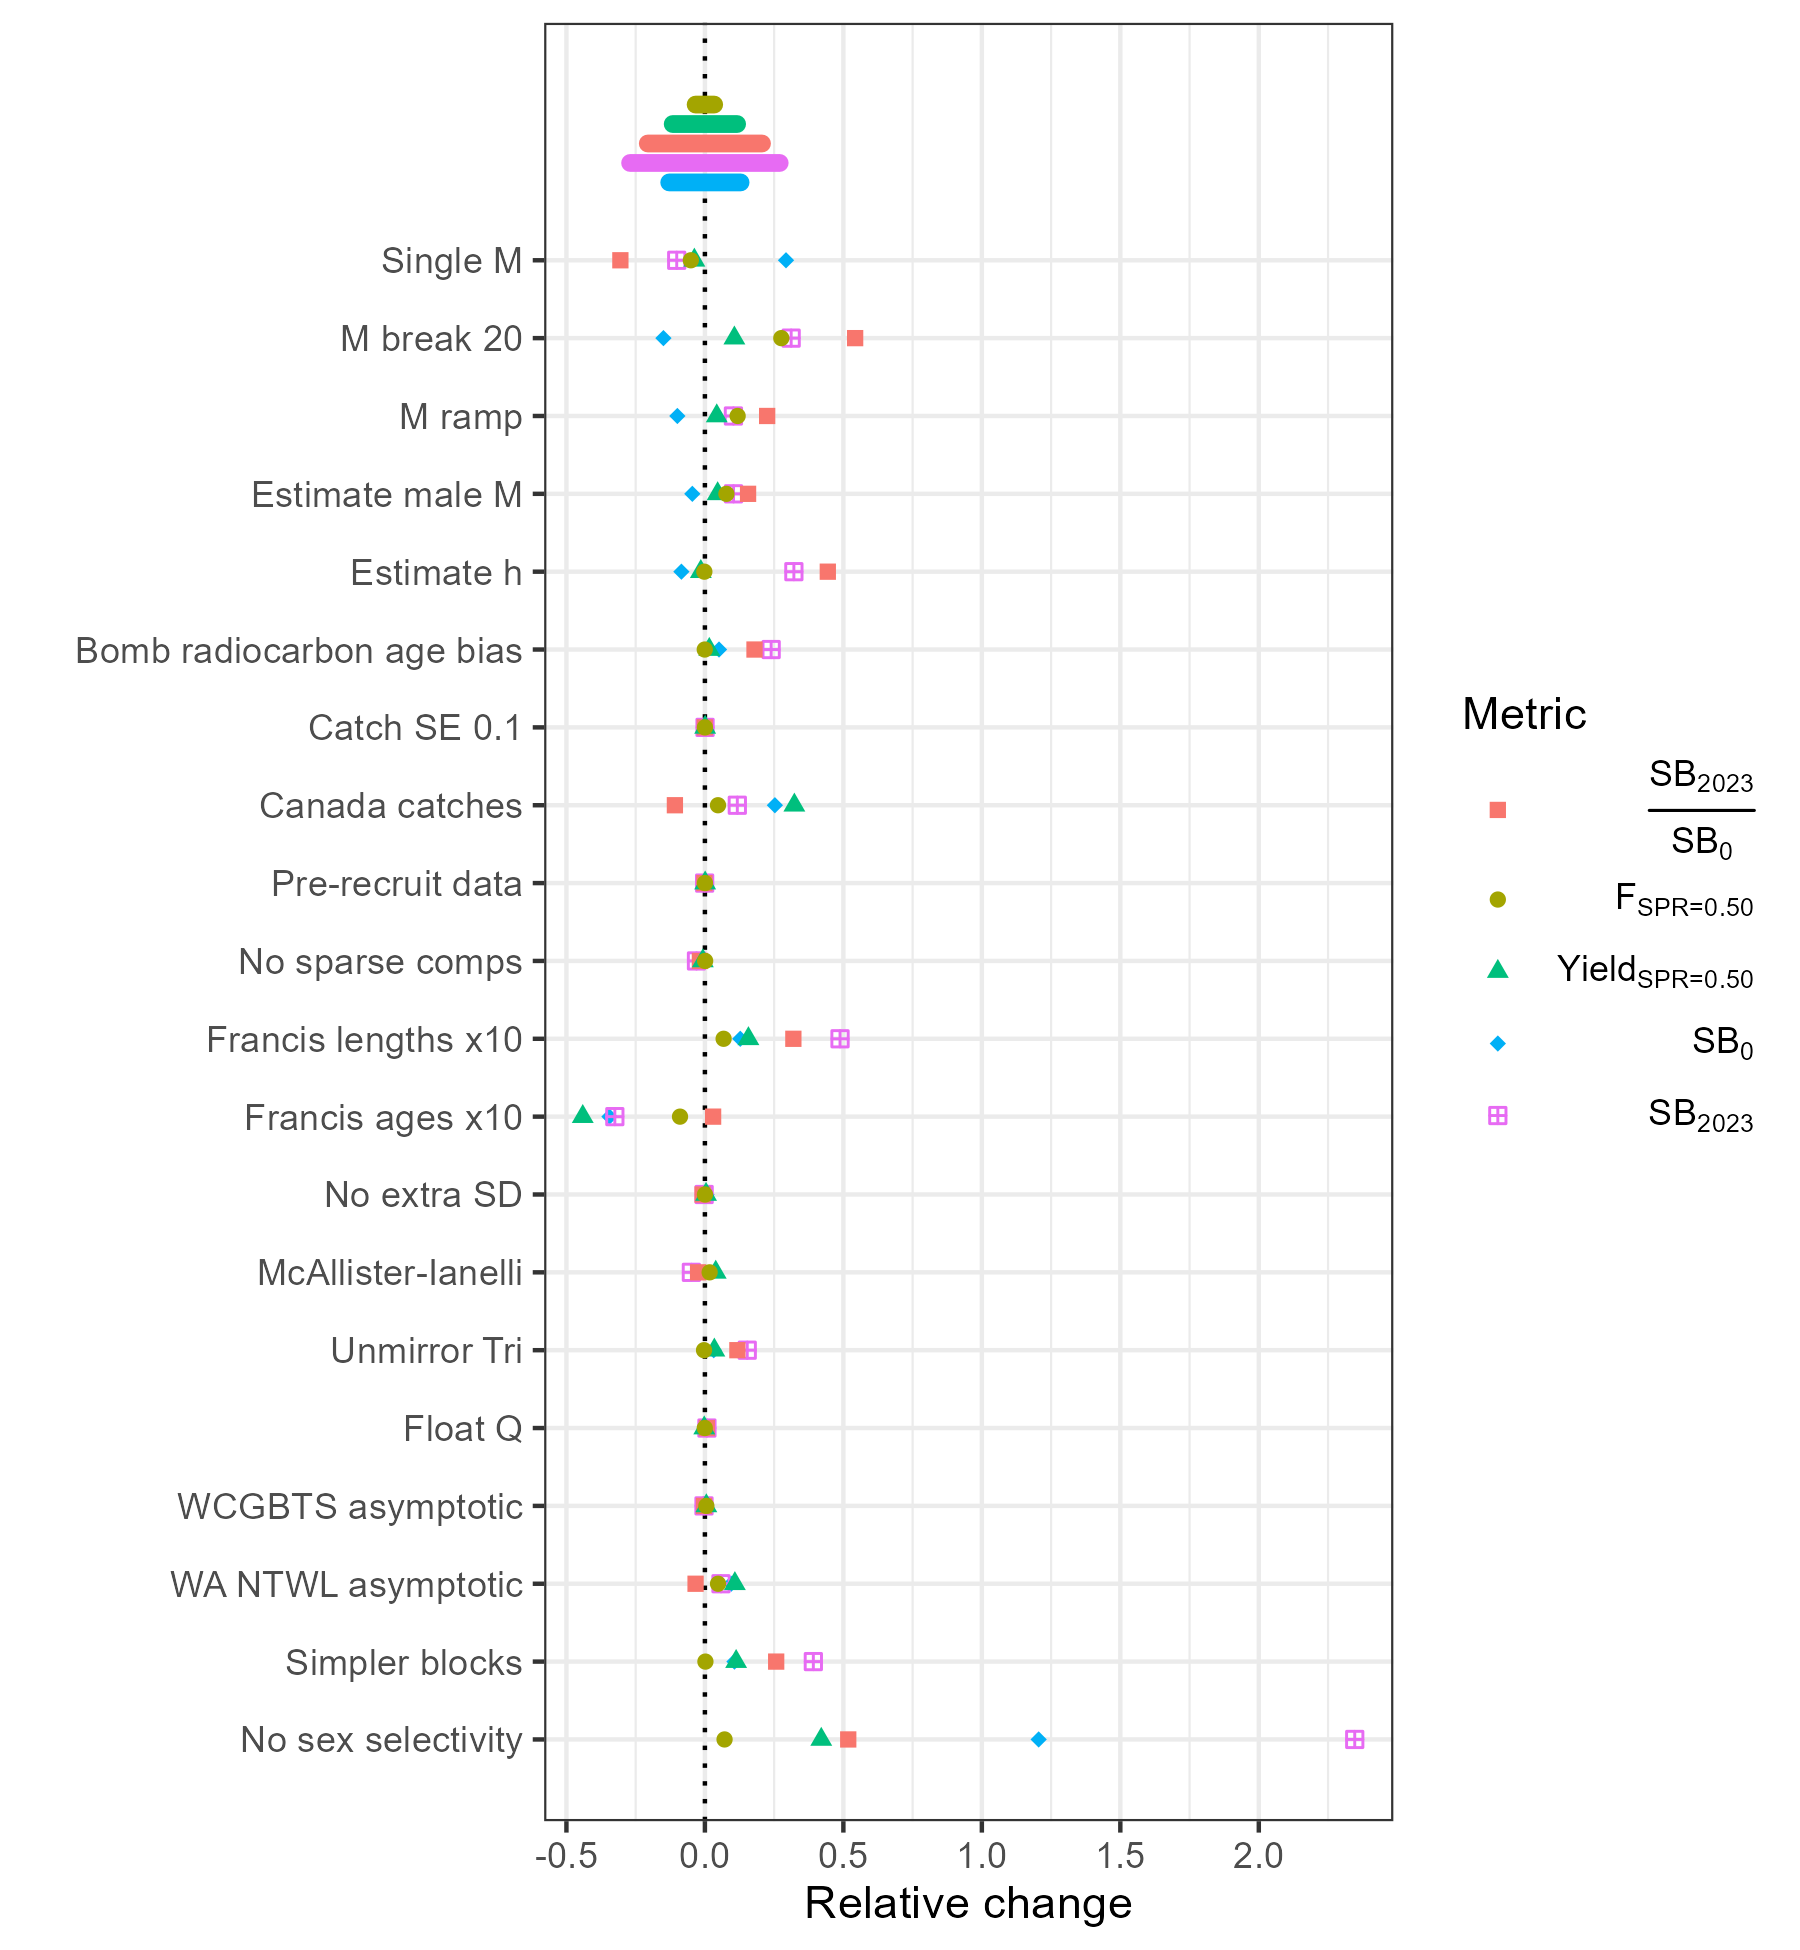 Single M
M break 20
M ramp
Estimate male M
Estimate h
Bomb radiocarbon age bias
Catch SE 0.1
Canada catches
Pre-recruit data
No sparse comps
Francis lengths x10
Francis ages x10
No extra SD
McAllister-Ianelli
Unmirror Tri
Float Q
WCGBTS asymptotic
WA NTWL asymptotic
Simpler blocks
No sex selectivity
-0.5 0.0 0.5 1.0 1.5 2.0
Relative change
Metric
SB2023
SB0
FSPR=0.50
YieldSPR=0.50
SB0
SB2023